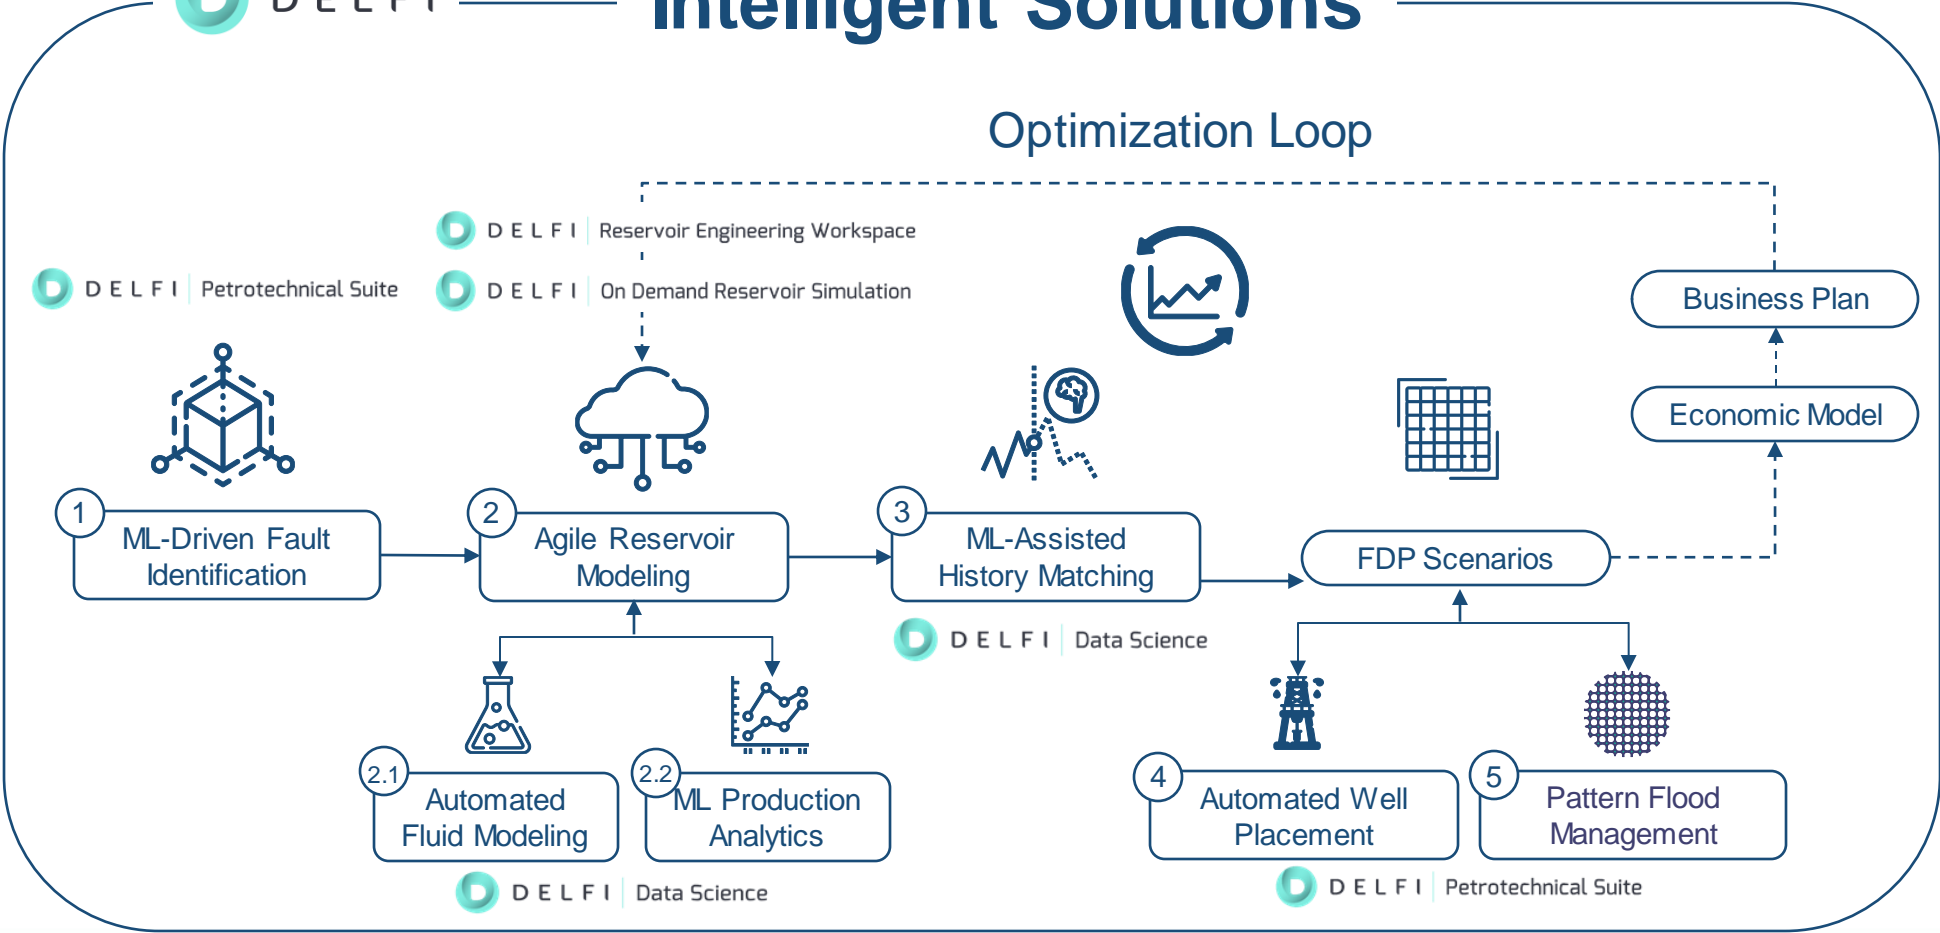 DELFI
Intelligent Solutions
Optimization Loop
DELFI Reservoir Engineering Workspace
DELFI Petrotechnical Suite
DELFI On Demand Reservoir Simulation
Business Plan
Economic Model
1
ML-Driven Fault
Identification
2
Agile Reservoir
Modeling
3
ML-Assisted
History Matching
FDP Scenarios
DELFI Data Science
2.1
Automated
Fluid Modeling
2.2
ML Production
Analytics
4
Automated Well
Placement
5
Pattern Flood
Management
DELFI Data Science
DELFI Petrotechnical Suite